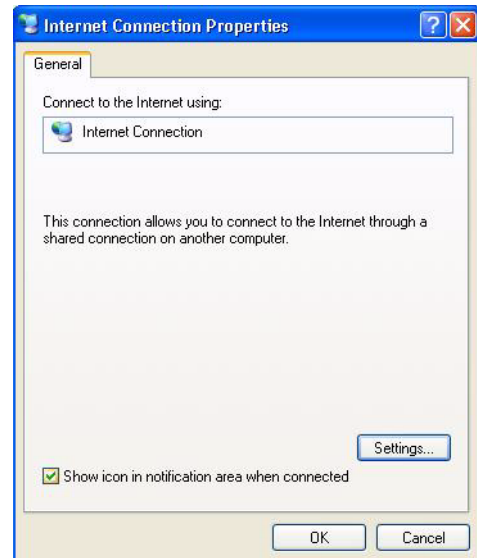 Internet Connection Properties
General
Connect to the Internet using:
Internet Connection
This connection allows you to connect to the Internet through a
shared connection on another computer.
Settings...
Show icon in notification area when connected
OK
Cancel